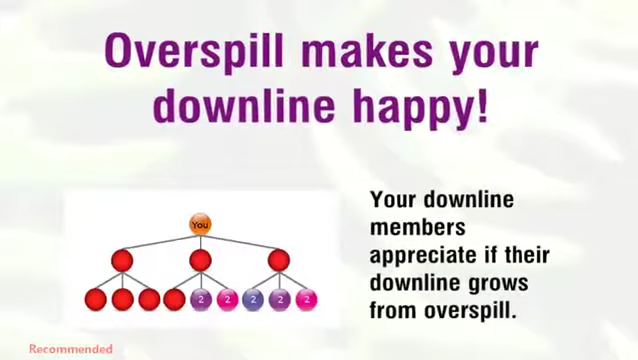 Overspill makes your
downline happy!
Your downline
members
appreciate if their
downline grows
from overspill.
You
2 2 2 2 2
Recommended